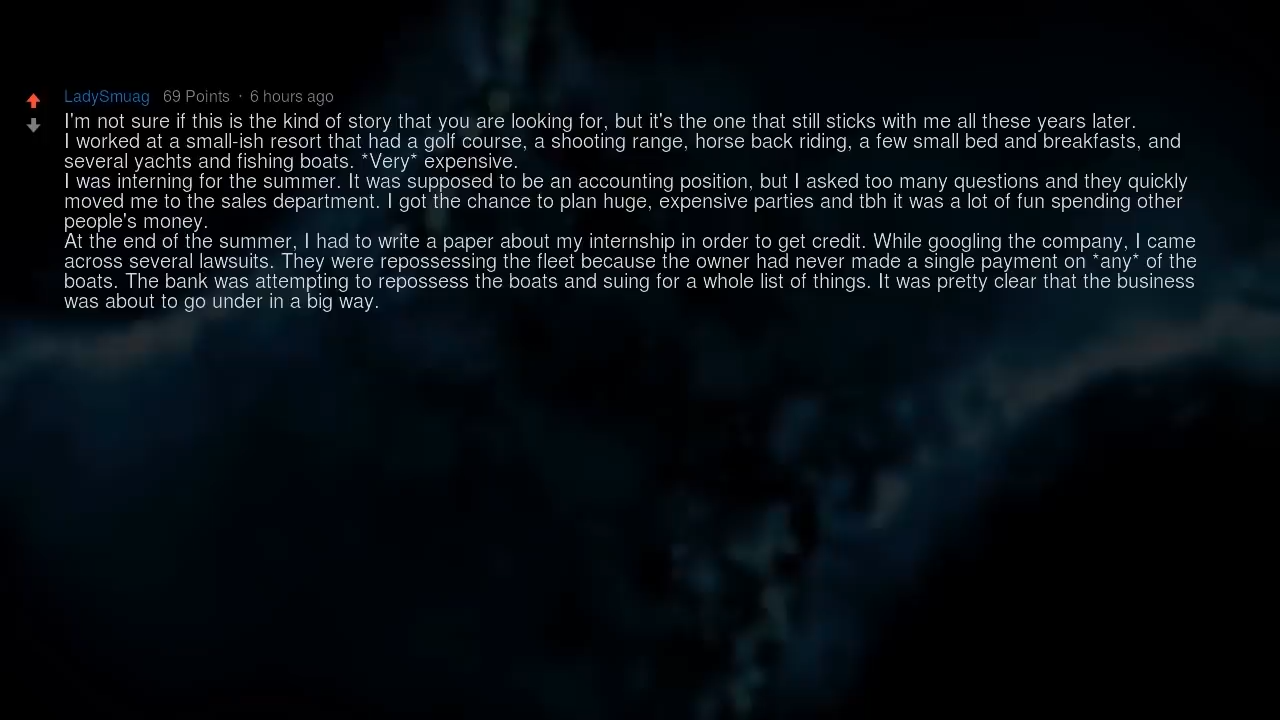 LadySmuag 69 Points · 6 hours ago
I'm not sure if this is the kind of story that you are looking for, but it's the one that still sticks with me all these years later.
I worked at a small-ish resort that had a golf course, a shooting range, horse back riding, a few small bed and breakfasts, and
several yachts and fishing boats. *Very* expensive.
I was interning for the summer. It was supposed to be an accounting position, but I asked too many questions and they quickly
moved me to the sales department. I got the chance to plan huge, expensive parties and tbh it was a lot of fun spending other
people's money.
At the end of the summer, I had to write a paper about my internship in order to get credit. While googling the company, I came
across several lawsuits. They were repossessing the fleet because the owner had never made a single payment on *any* of the
boats. The bank was attempting to repossess the boats and suing for a whole list of things. It was pretty clear that the business
was about to go under in a big way.